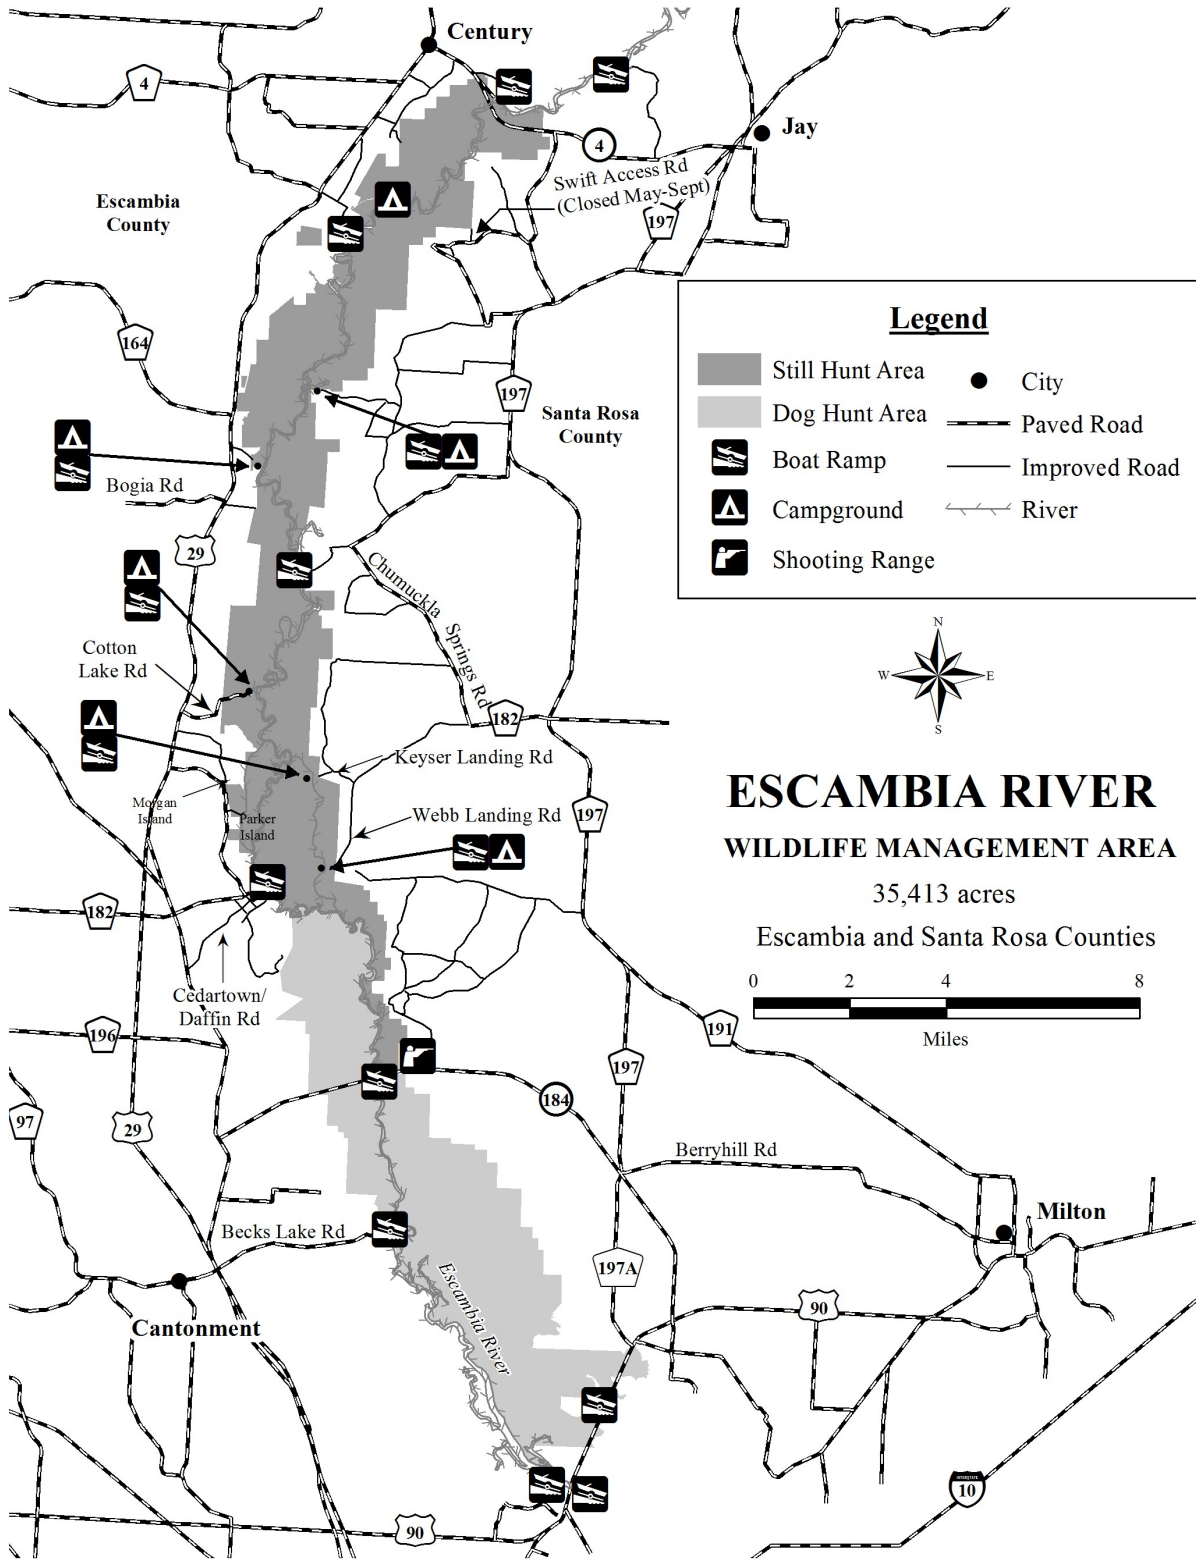 Century
4
Jay
4
Swift Access Rd
(Closed May-Sept)
Escambia
County
197
Legend
Still Hunt Area
City
Dog Hunt Area
Paved Road
Boat Ramp
Improved Road
Campground
River
Shooting Range
164
197
Santa Rosa
County
Bogia Rd
29
Chumuckla Springs Rd
N
W
E
S
Cotton
Lake Rd
182
Keyser Landing Rd
ESCAMBIA RIVER
WILDLIFE MANAGEMENT AREA
35,413 acres
Escambia and Santa Rosa Counties
0 2 4 8
Miles
Morgan
Island
Parker
Island
Webb Landing Rd
197
182
Cedartown/
Daffin Rd
196
191
197
184
97
29
Berryhill Rd
Milton
Becks Lake Rd
197A
Escambia River
90
Cantonment
INTERSTATE
10
90